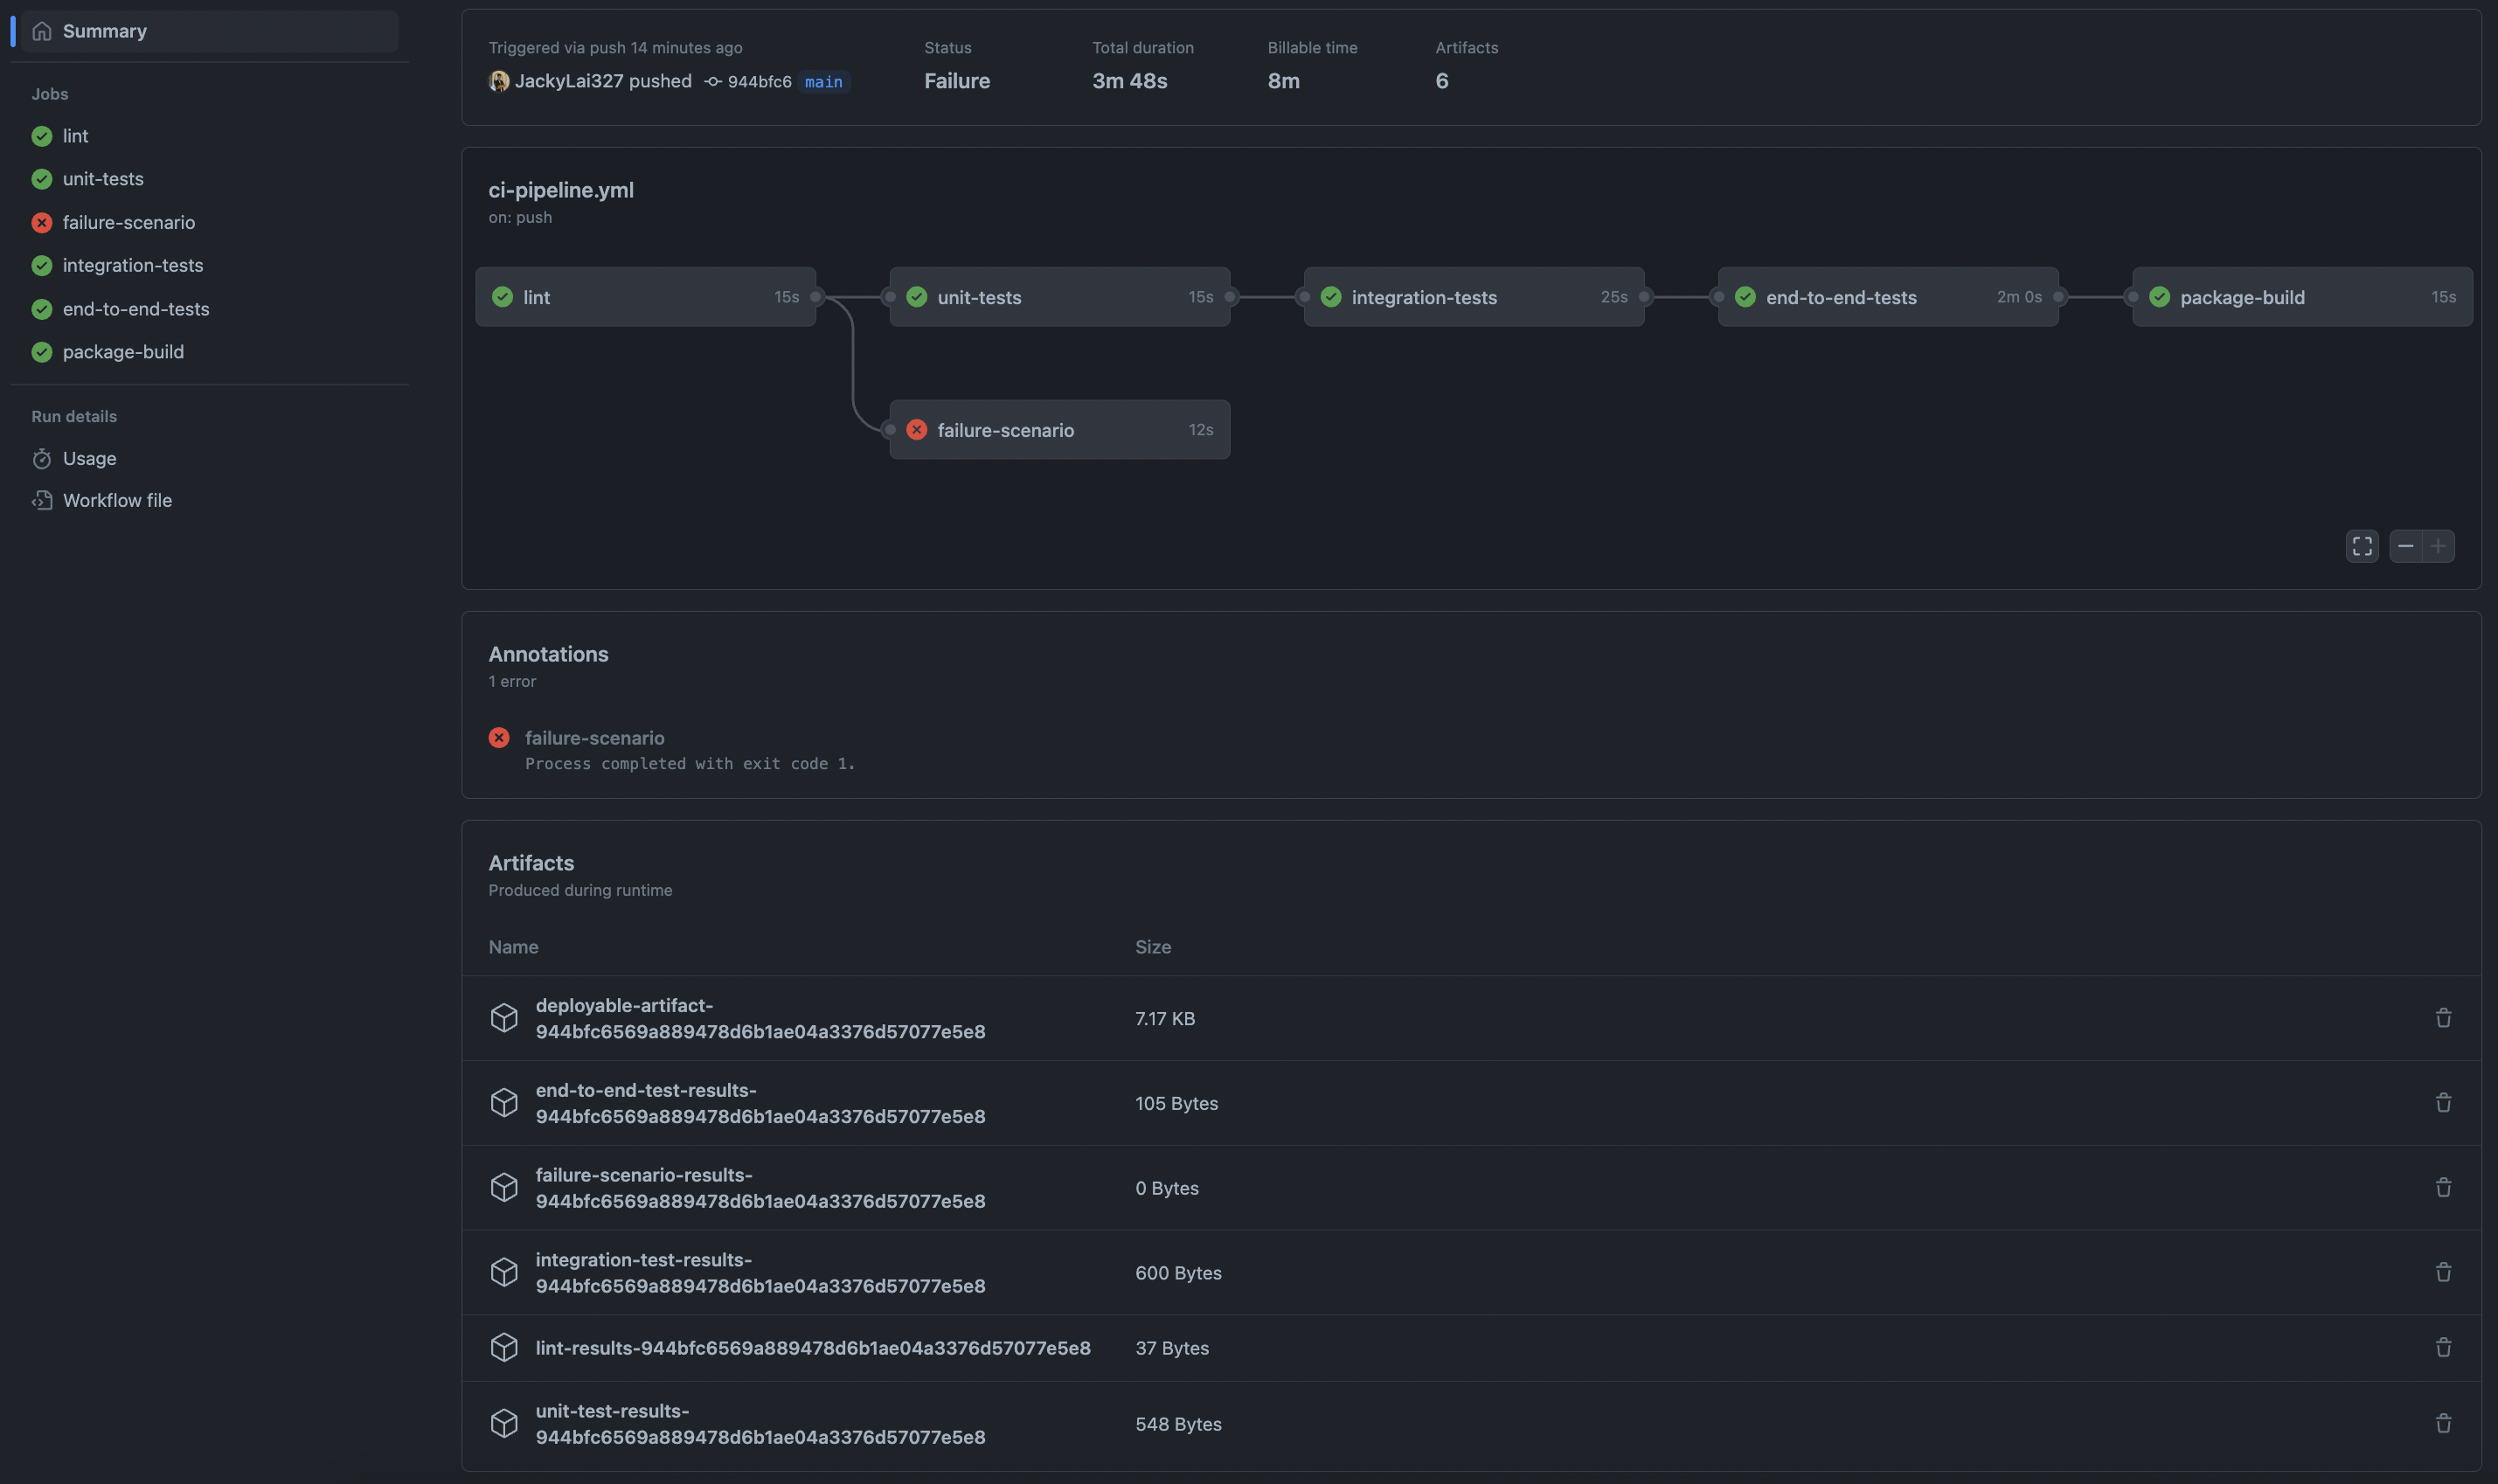 Summary
Jobs
lint
unit-tests
failure-scenario
integration-tests
end-to-end-tests
package-build
Run details
Usage
Workflow file
Triggered via push 14 minutes ago
JackyLai327 pushed 944bfc6 main
Status
Failure
Total duration
3m 48s
Billable time
8m
Artifacts
6
ci-pipeline.yml
on: push
lint 15s
unit-tests 15s
integration-tests 25s
end-to-end-tests 2m 0s
package-build 15s
failure-scenario 12s
Annotations
1 error
failure-scenario
Process completed with exit code 1.
Artifacts
Produced during runtime
Name Size
deployable-artifact-
944bfc6569a889478d6b1ae04a3376d57077e5e8
7.17 KB
end-to-end-test-results-
944bfc6569a889478d6b1ae04a3376d57077e5e8
105 Bytes
failure-scenario-results-
944bfc6569a889478d6b1ae04a3376d57077e5e8
0 Bytes
integration-test-results-
944bfc6569a889478d6b1ae04a3376d57077e5e8
600 Bytes
lint-results-944bfc6569a889478d6b1ae04a3376d57077e5e8 37 Bytes
unit-test-results-
944bfc6569a889478d6b1ae04a3376d57077e5e8
548 Bytes